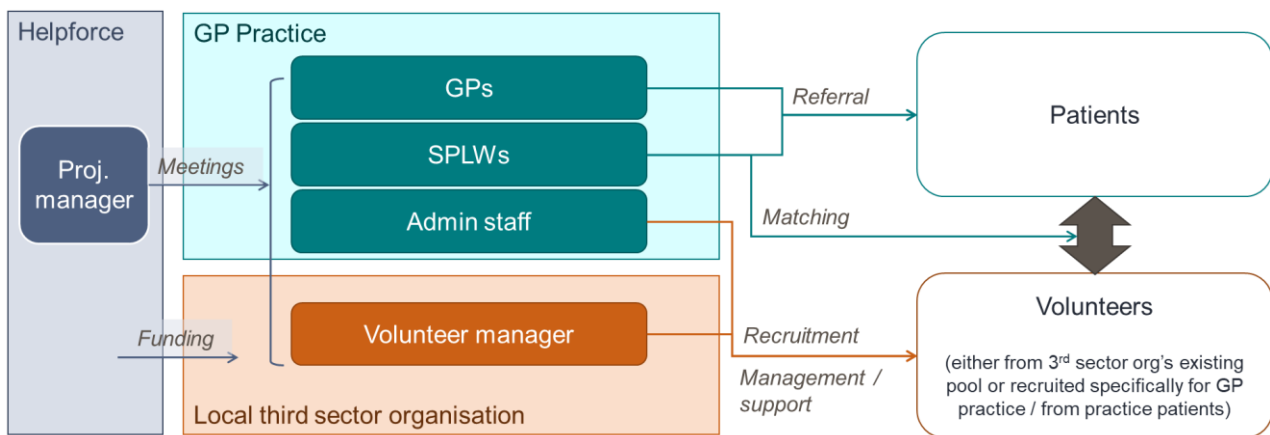 Helpforce
GP Practice
GPs
Referral
Patients
Proj.
manager
Meetings
SPLWs
Admin staff
Matching
Funding
Volunteer manager
Recruitment
Management /
support
Volunteers
(either from 3rd sector org's existing
pool or recruited specifically for GP
practice / from practice patients)
Local third sector organisation